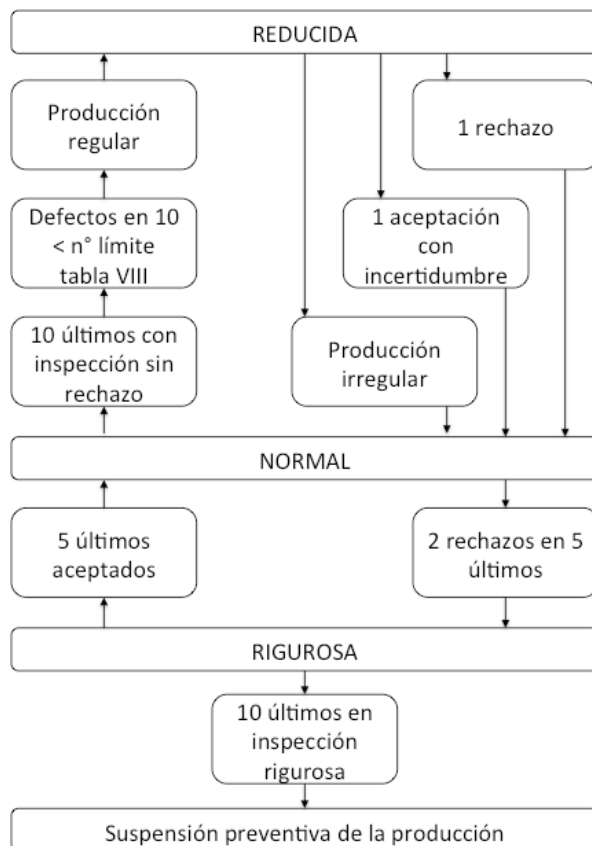 REDUCIDA
Producción
regular
1 rechazo
Defectos en 10
< n° límite
tabla VIII
1 aceptación
con
incertidumbre
10 últimos con
inspección sin
rechazo
Producción
irregular
NORMAL
5 últimos
aceptados
2 rechazos en 5
últimos
RIGUROSA
10 últimos en
inspección
rigurosa
Suspensión preventiva de la producción